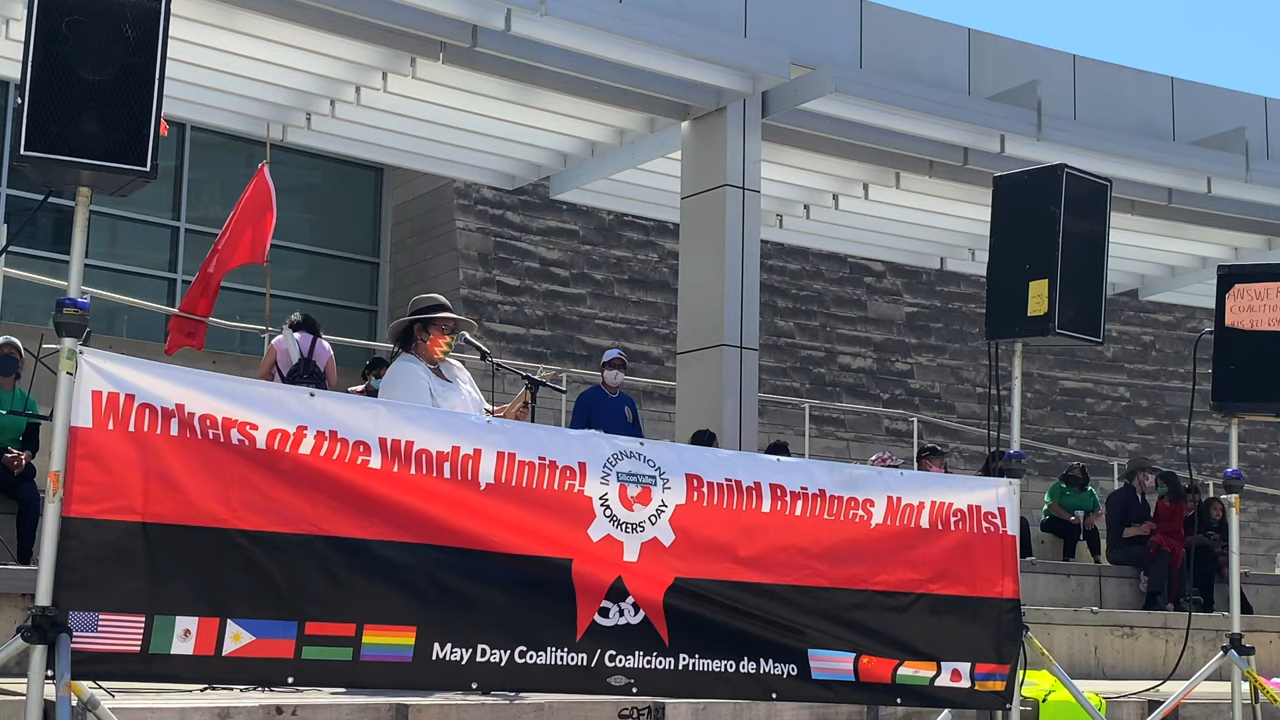 Workers of the World, Unite!
INTERNATIONAL
Silicon Valley
WORKERS' DAY
Build Bridges, Not Walls!
May Day Coalition / Coalición Primero de Mayo
ANSWER
COALITION